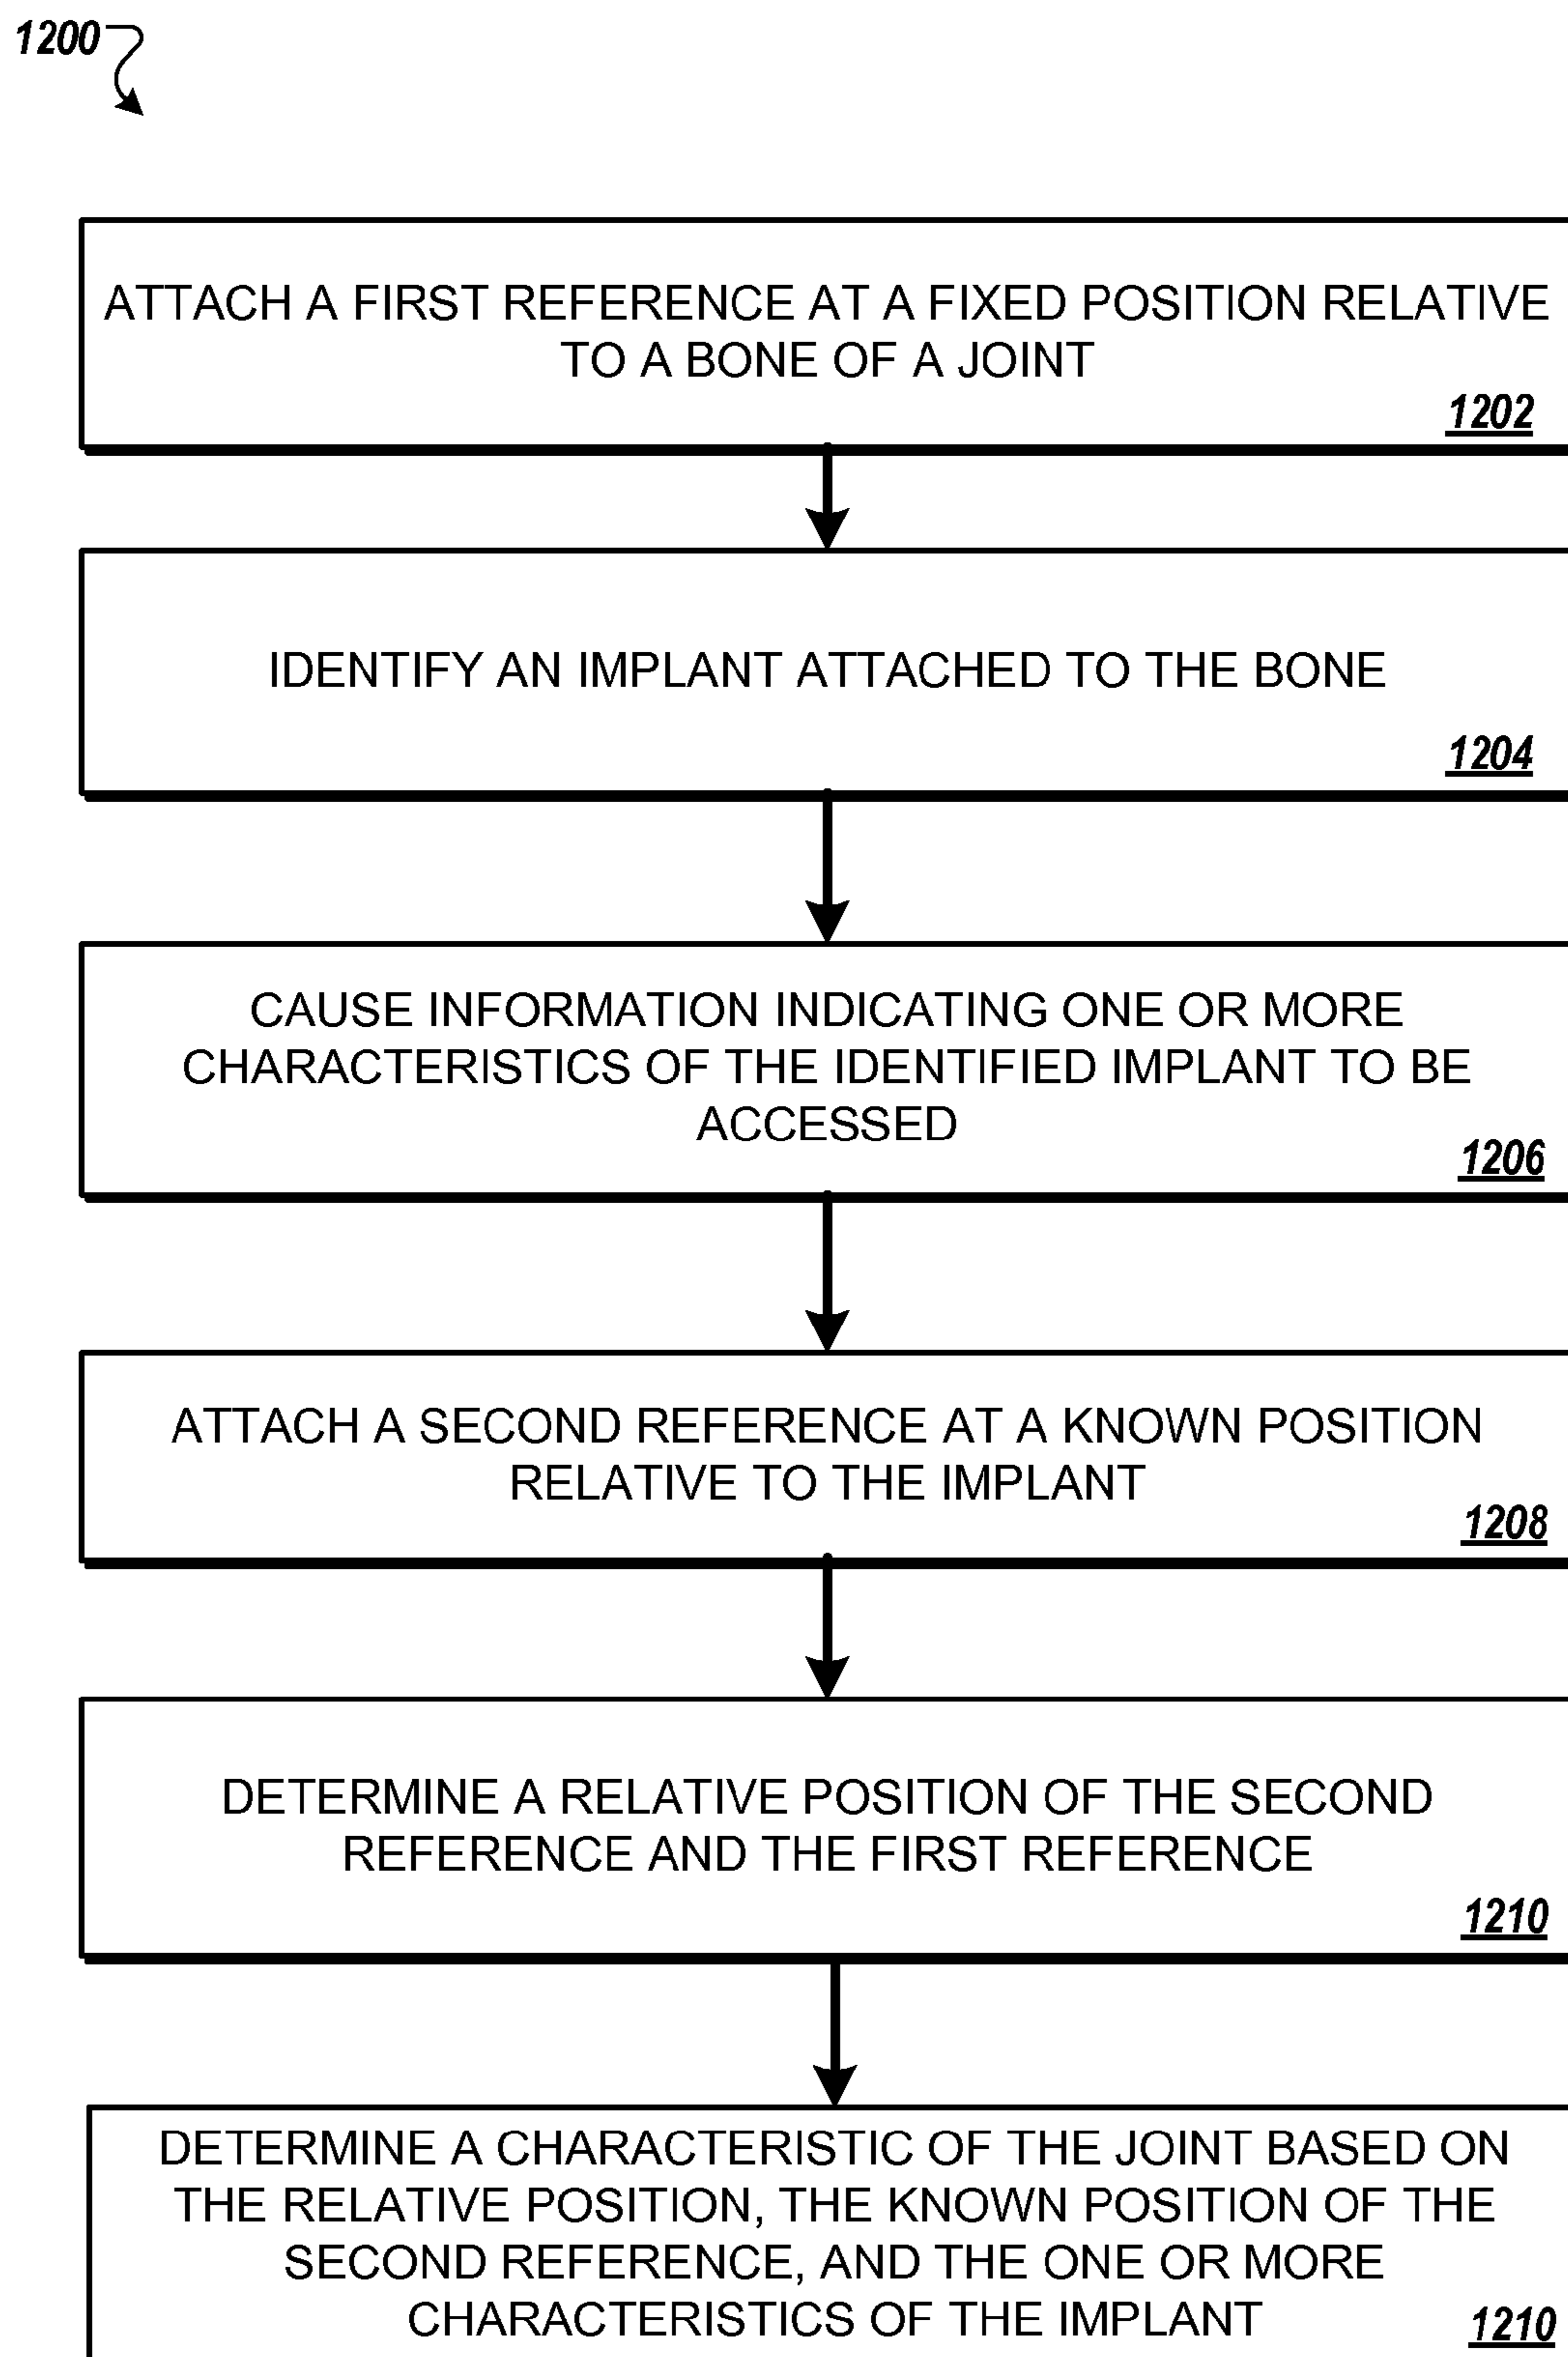 1200
ATTACH A FIRST REFERENCE AT A FIXED POSITION RELATIVE
TO A BONE OF A JOINT
1202
IDENTIFY AN IMPLANT ATTACHED TO THE BONE
1204
CAUSE INFORMATION INDICATING ONE OR MORE
CHARACTERISTICS OF THE IDENTIFIED IMPLANT TO BE
ACCESSED
1206
ATTACH A SECOND REFERENCE AT A KNOWN POSITION
RELATIVE TO THE IMPLANT
1208
DETERMINE A RELATIVE POSITION OF THE SECOND
REFERENCE AND THE FIRST REFERENCE
1210
DETERMINE A CHARACTERISTIC OF THE JOINT BASED ON
THE RELATIVE POSITION, THE KNOWN POSITION OF THE
SECOND REFERENCE, AND THE ONE OR MORE
CHARACTERISTICS OF THE IMPLANT
1210